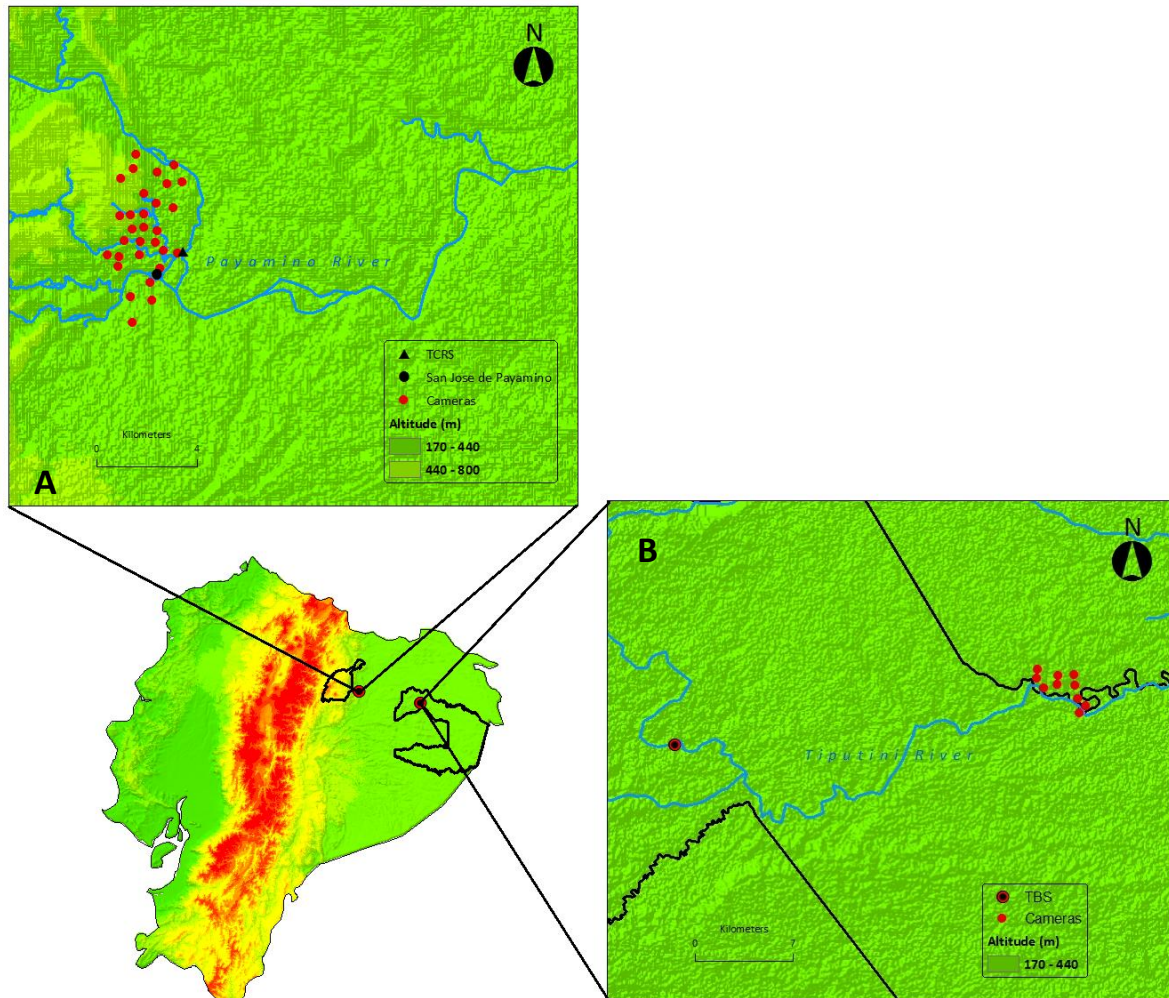 N
Payamino River
TCRS
San Jose de Payamino
Cameras
Altitude (m)
170 - 440
440 - 800
Kilometers
0 4
A
B
N
Tiputini River
TBS
Cameras
Altitude (m)
170 - 440
Kilometers
0 7